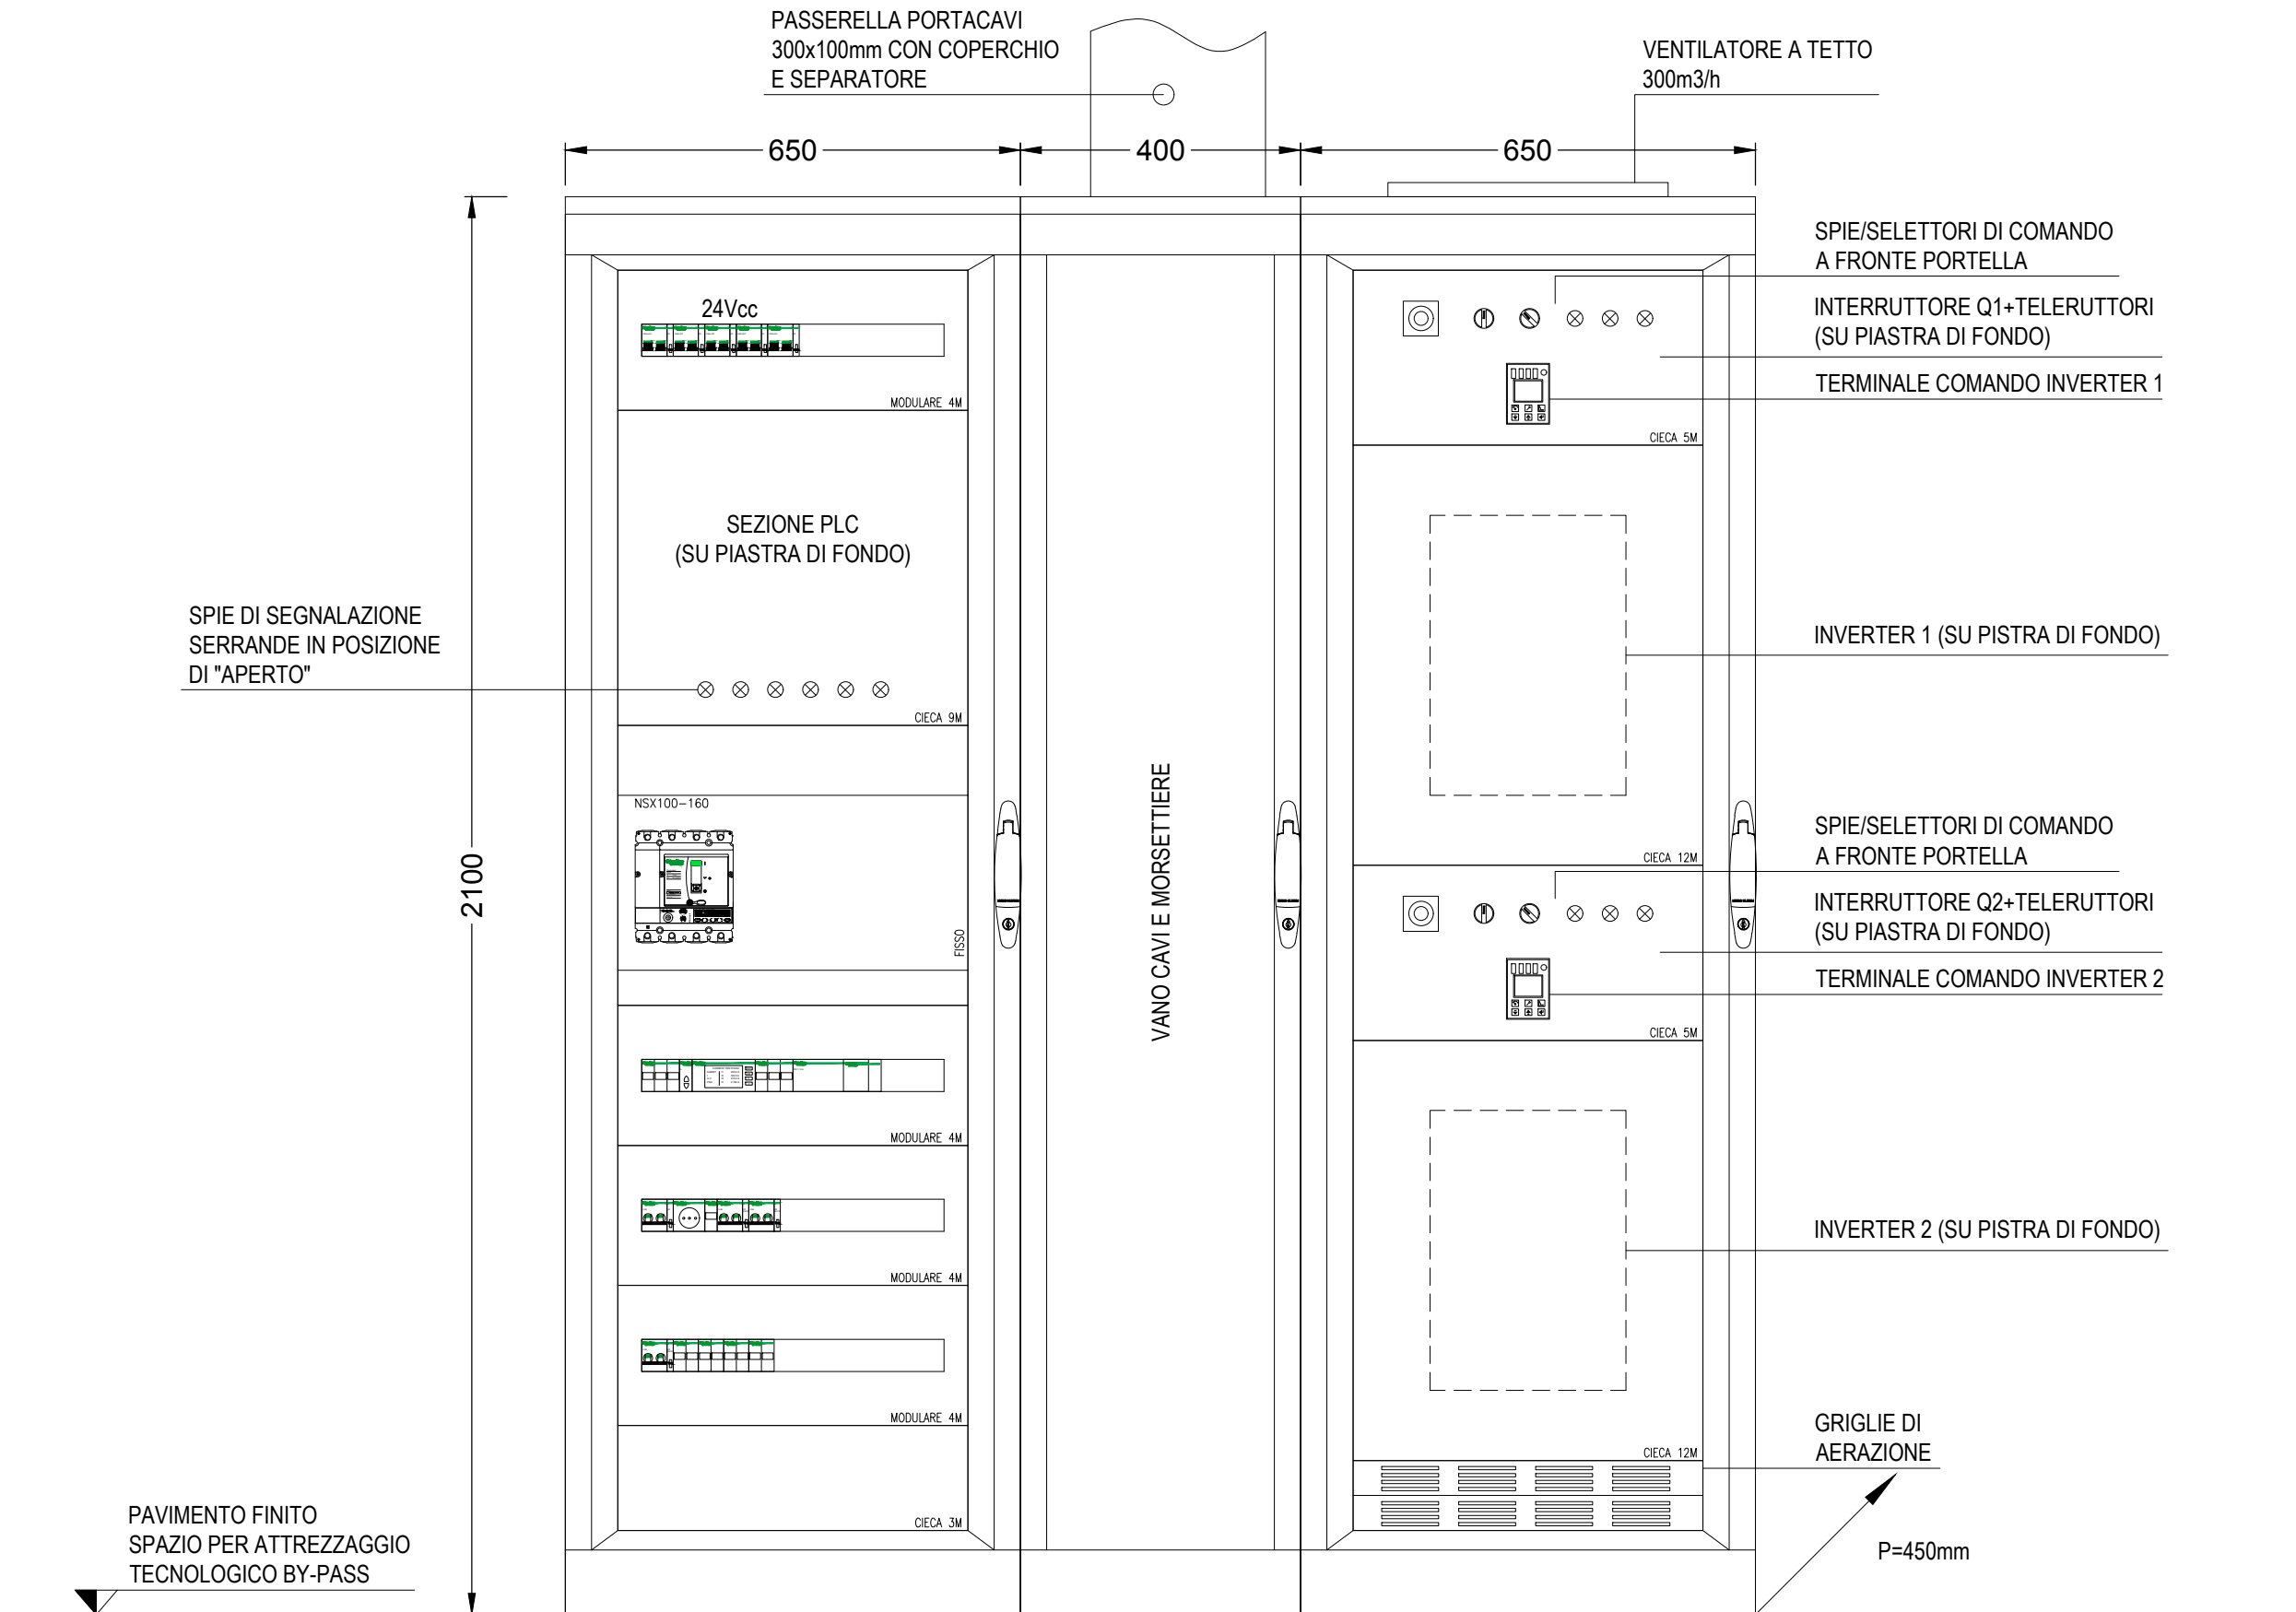 PASSERELLA PORTACAVI
300x100mm CON COPERCHIO
E SEPARATORE
VENTILATORE A TETTO
300m3/h
650
400
650
SPIE/SELETTORI DI COMANDO
A FRONTE PORTELLA
24Vcc
INTERRUTTORE Q1+TELERUTTORI
(SU PIASTRA DI FONDO)
TERMINALE COMANDO INVERTER 1
MODULARE 4M
CIECA 5M
SEZIONE PLC
(SU PIASTRA DI FONDO)
SPIE DI SEGNALAZIONE
SERRANDE IN POSIZIONE
DI "APERTO"
INVERTER 1 (SU PISTRA DI FONDO)
CIECA 9M
NSX100-160
FISSO
2100
VANO CAVI E MORSETTIERE
CIECA 12M
SPIE/SELETTORI DI COMANDO
A FRONTE PORTELLA
INTERRUTTORE Q2+TELERUTTORI
(SU PIASTRA DI FONDO)
TERMINALE COMANDO INVERTER 2
CIECA 5M
MODULARE 4M
INVERTER 2 (SU PISTRA DI FONDO)
MODULARE 4M
MODULARE 4M
GRIGLIE DI
AERAZIONE
CIECA 12M
CIECA 3M
PAVIMENTO FINITO
SPAZIO PER ATTREZZAGGIO
TECNOLOGICO BY-PASS
P=450mm